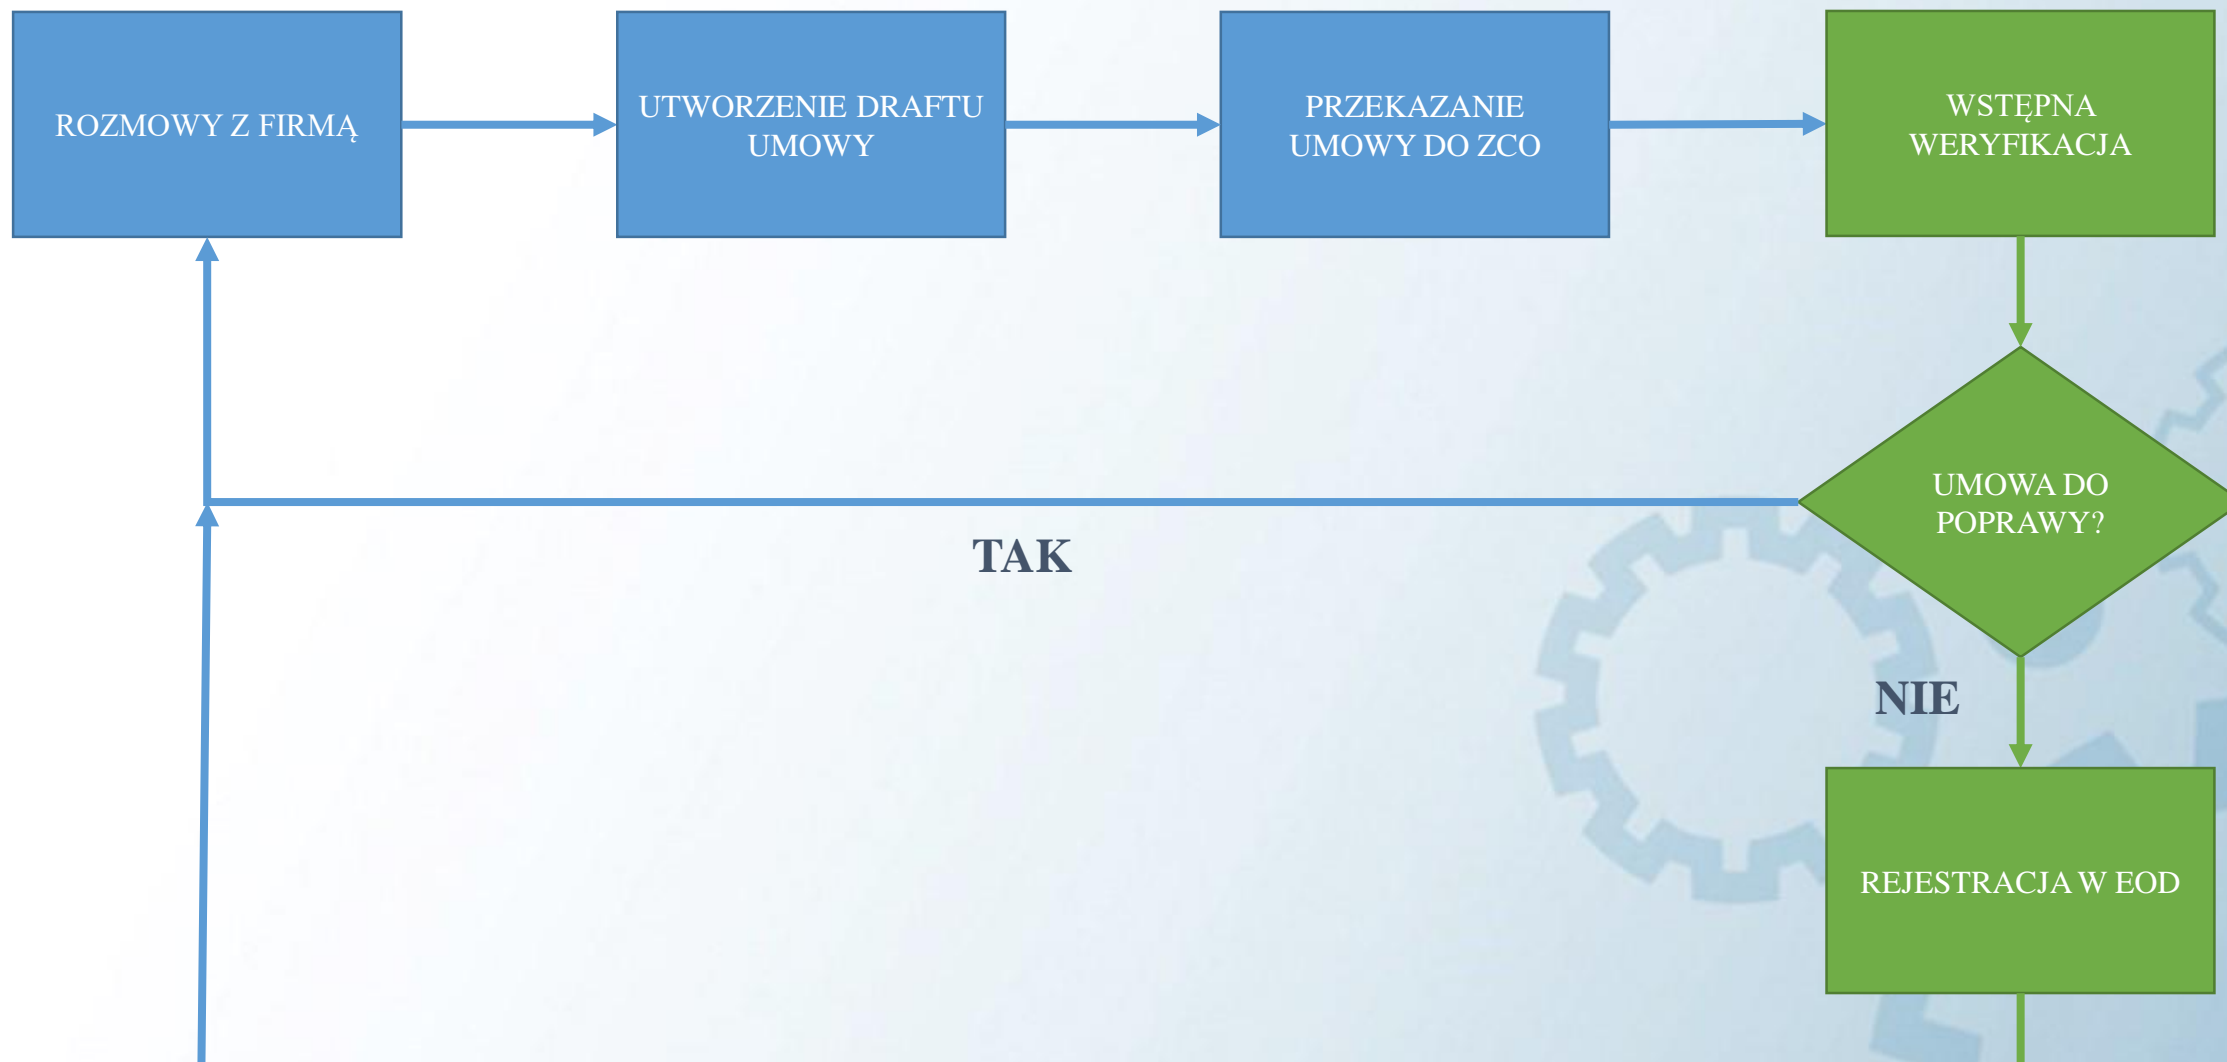 ROZMOWY Z FIRMĄ
UTWORZENIE DRAFTU
UMOWY
PRZEKAZANIE
UMOWY DO ZCO
WSTĘPNA
WERYFIKACJA
UMOWA DO
POPRAWY?
TAK
NIE
REJESTRACJA W EOD